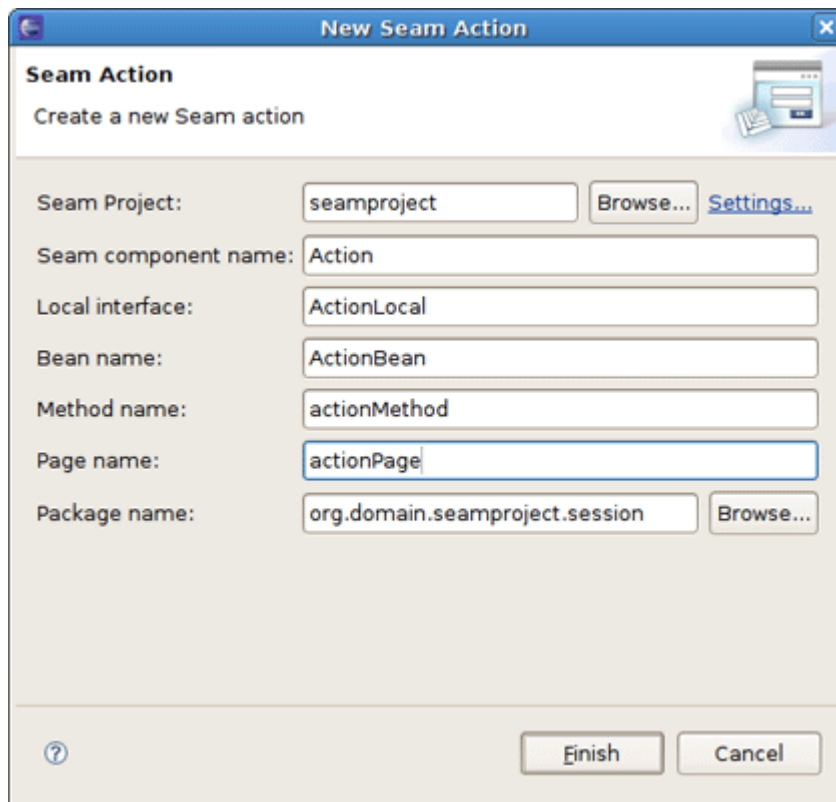 New Seam Action
Seam Action
Create a new Seam action
Seam Project: seamproject Browse... Settings...
Seam component name: Action
Local interface: ActionLocal
Bean name: ActionBean
Method name: actionMethod
Page name: actionPage
Package name: org.domain.seamproject.session Browse...
? Finish Cancel